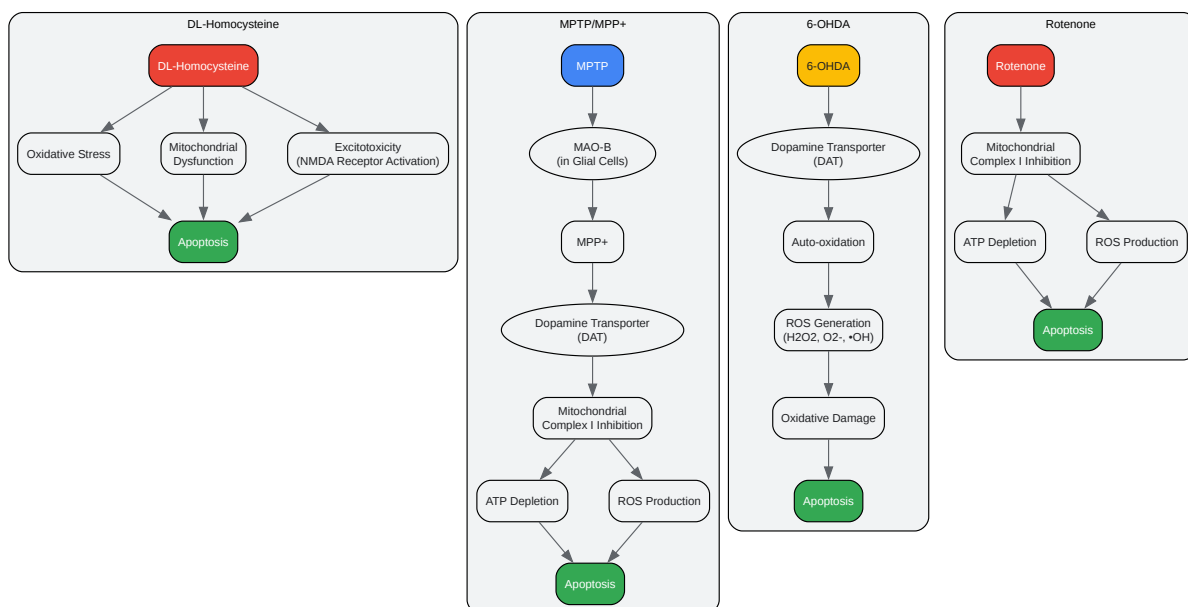 DL-Homocysteine
DL-Homocysteine
Oxidative Stress
Mitochondrial
Dysfunction
Excitotoxicity
(NMDA Receptor Activation)
Apoptosis
MPTP/MPP+
MPTP
MAO-B
(in Glial Cells)
MPP+
Dopamine Transporter
(DAT)
Mitochondrial
Complex I Inhibition
ATP Depletion
ROS Production
Apoptosis
6-OHDA
6-OHDA
Dopamine Transporter
(DAT)
Auto-oxidation
ROS Generation
(H2O2, O2-, •OH)
Oxidative Damage
Apoptosis
Rotenone
Rotenone
Mitochondrial
Complex I Inhibition
ATP Depletion
ROS Production
Apoptosis